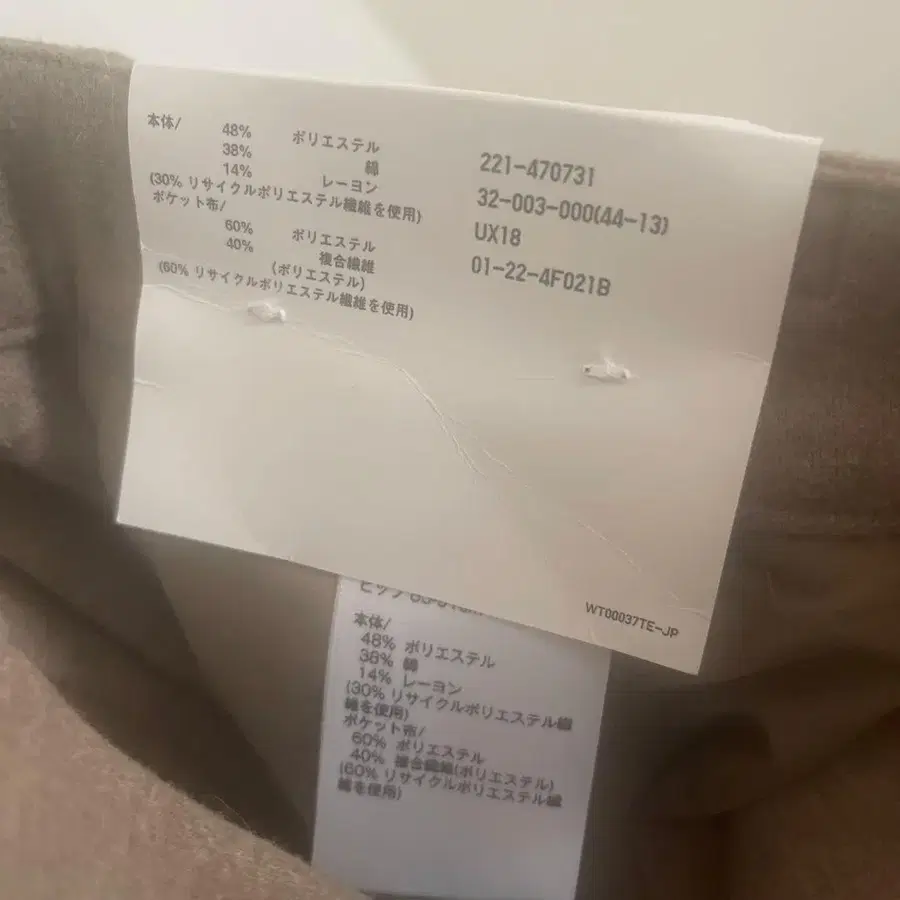 本体/
48% ポリエステル
38% 綿
14% レーヨン
(30% リサイクルポリエステル繊維を使用)
ポケット布/
60% ポリエステル
40% 複合繊維
(ポリエステル)
(60% リサイクルポリエステル繊維を使用)
221-470731
32-003-000(44-13)
UX18
01-22-4F021B
WT00037TE-JP
ヒップ
本体/
48% ポリエステル
38% 綿
14% レーヨン
(30% リサイクルポリエステル繊
維を使用)
ポケット布/
60% ポリエステル
40% 複合繊維(ポリエステル)
(60% リサイクルポリエステル繊
維を使用)